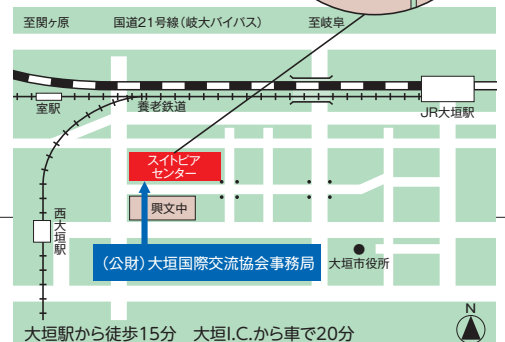 至関ヶ原
国道21号線（岐大バイパス）
至岐阜
室駅
養老鉄道
JR大垣駅
スイトピア
センター
興文中
西大垣駅
（公財）大垣国際交流協会事務局
大垣市役所
N
大垣駅から徒歩15分　大垣I.C.から車で20分